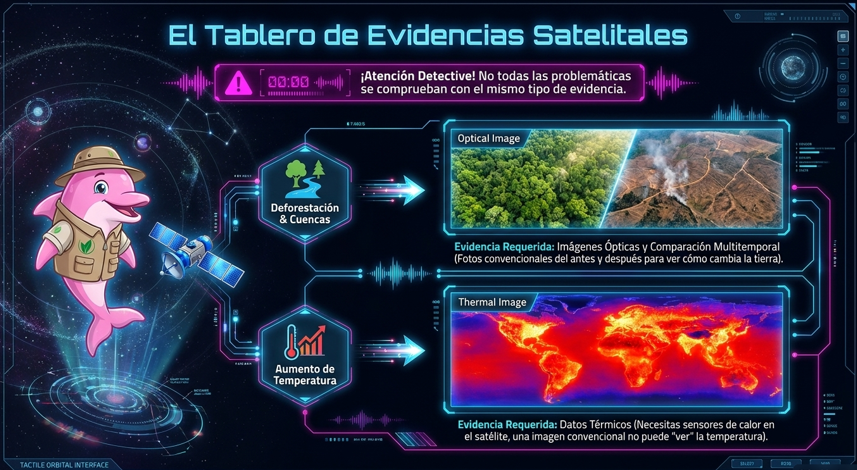 El Tablero de Evidencias Satelitales
00:00
¡Atención Detective! No todas las problemáticas
se comprueban con el mismo tipo de evidencia.
Optical Image
Deforestación
& Cuencas
Evidencia Requerida: Imágenes Ópticas y Comparación Multitemporal
(Fotos convencionales del antes y después para ver cómo cambia la tierra).
Thermal Image
Aumento de
Temperatura
Evidencia Requerida: Datos Térmicos (Necesitas sensores de calor en
el satélite, una imagen convencional no puede "ver" la temperatura).
TACTILE ORBITAL INTERFACE